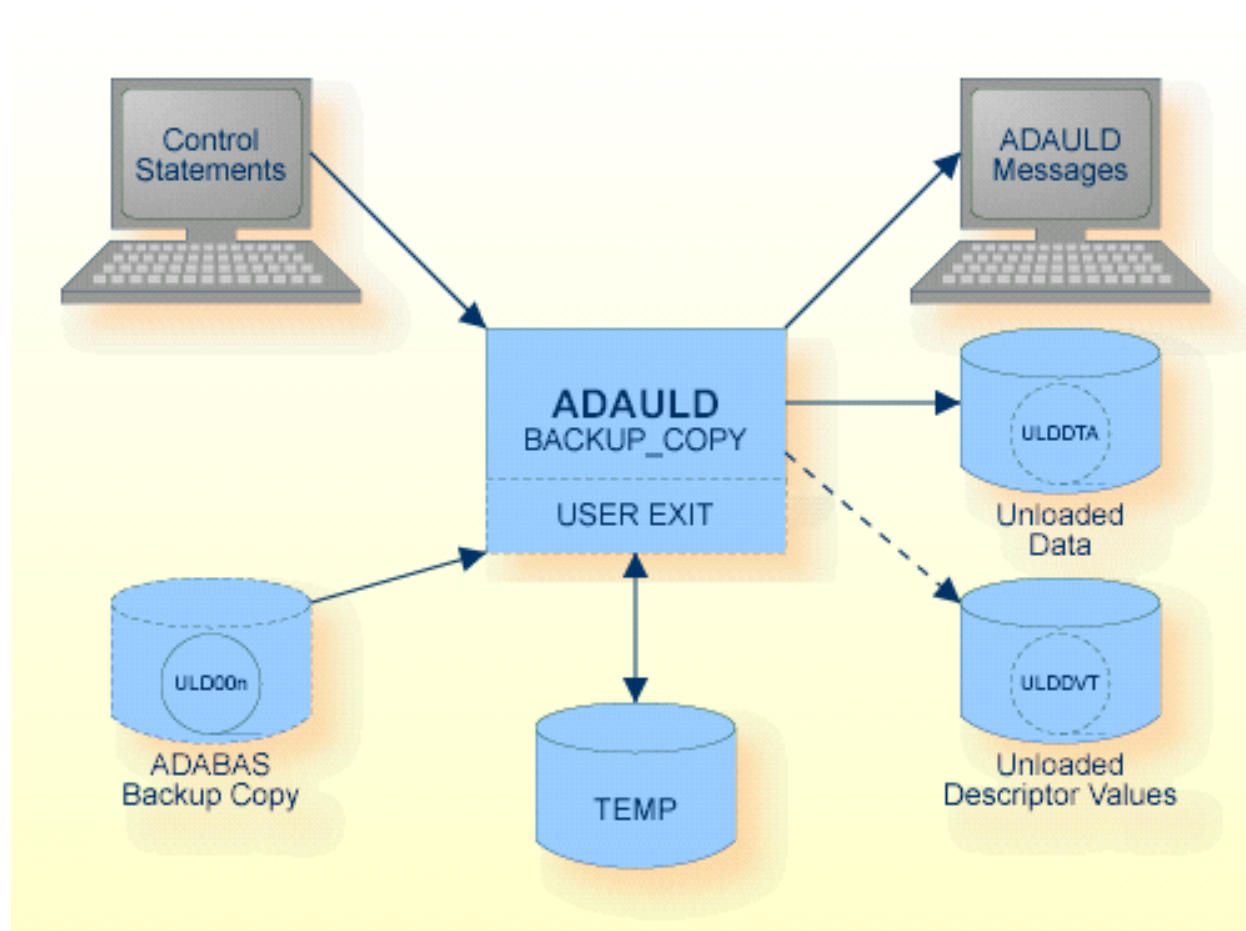 Control
Statements
ADAULD
Messages
ADAULD
BACKUP_COPY
USER EXIT
ULDDTA
Unloaded
Data
ULD00n
ADABAS
Backup Copy
TEMP
ULDDVT
Unloaded
Descriptor Values